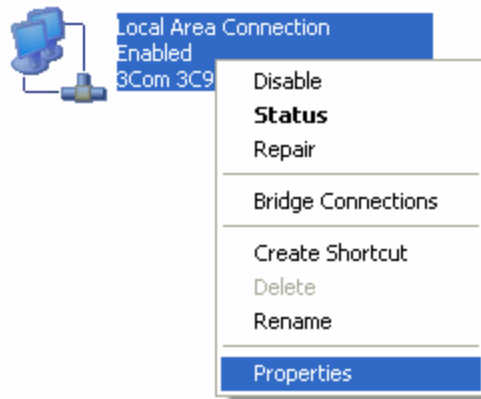 Local Area Connection
Enabled
3Com 3C9
Disable
Status
Repair
Bridge Connections
Create Shortcut
Delete
Rename
Properties